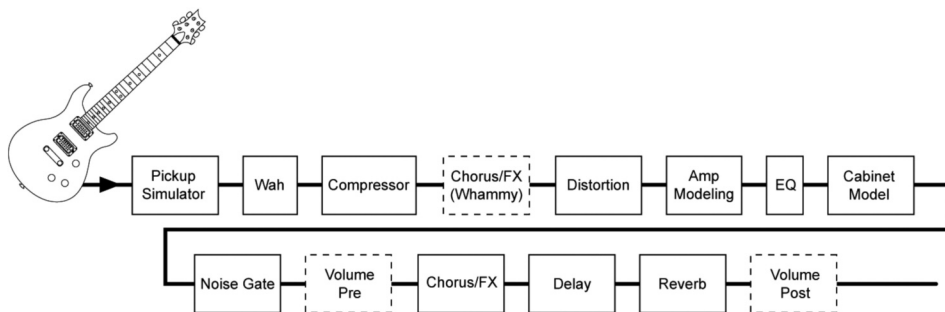 Pickup
Simulator
Wah
Compressor
Chorus/FX
(Whammy)
Distortion
Amp
Modeling
EQ
Cabinet
Model
Noise Gate
Volume
Pre
Chorus/FX
Delay
Reverb
Volume
Post